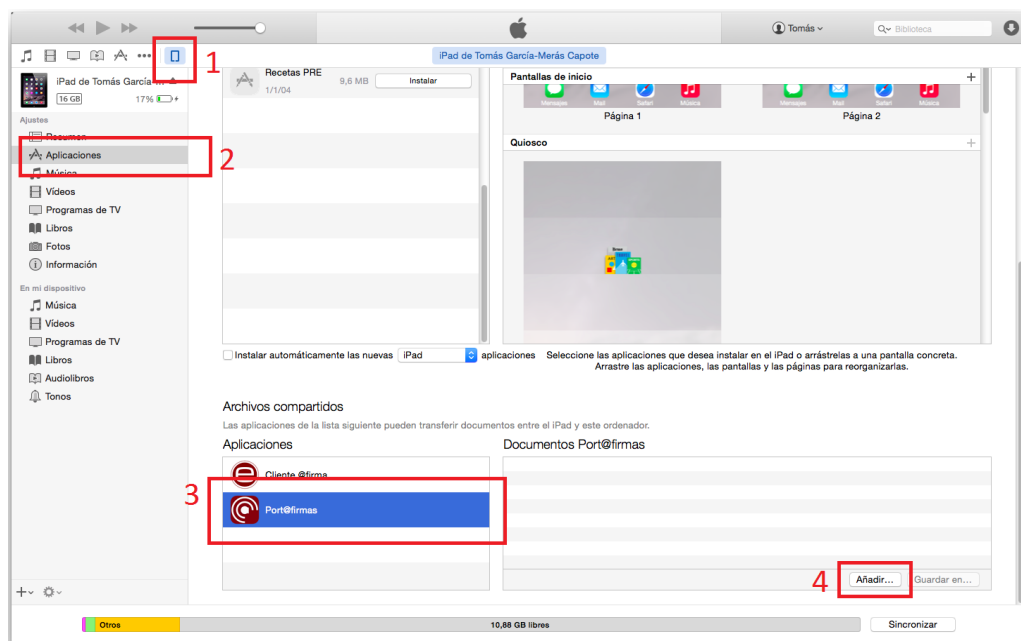 Tomás
Biblioteca
1
iPad de Tomás García-Merás Capote
iPad de Tomás García-...
16 GB
17%
Recetas PRE
1/1/04
9,6 MB
Instalar
Pantallas de inicio
Mensajes Mail Safari Música
Mensajes Mail Safari Música
Página 1
Página 2
Ajustes
Resumen
Aplicaciones
2
Música
Vídeos
Programas de TV
Libros
Fotos
Información
Quiosco
En mi dispositivo
Música
Vídeos
Programas de TV
Libros
Audiolibros
Tonos
Instalar automáticamente las nuevas iPad aplicaciones
Seleccione las aplicaciones que desea instalar en el iPad o arrástrelas a una pantalla concreta.
Arrastre las aplicaciones, las pantallas y las páginas para reorganizarlas.
Archivos compartidos
Las aplicaciones de la lista siguiente pueden transferir documentos entre el iPad y este ordenador.
Aplicaciones
Documentos Port@firmas
Cliente @firma
3
Port@firmas
4
Añadir...
Guardar en...
Otros
10,88 GB libres
Sincronizar